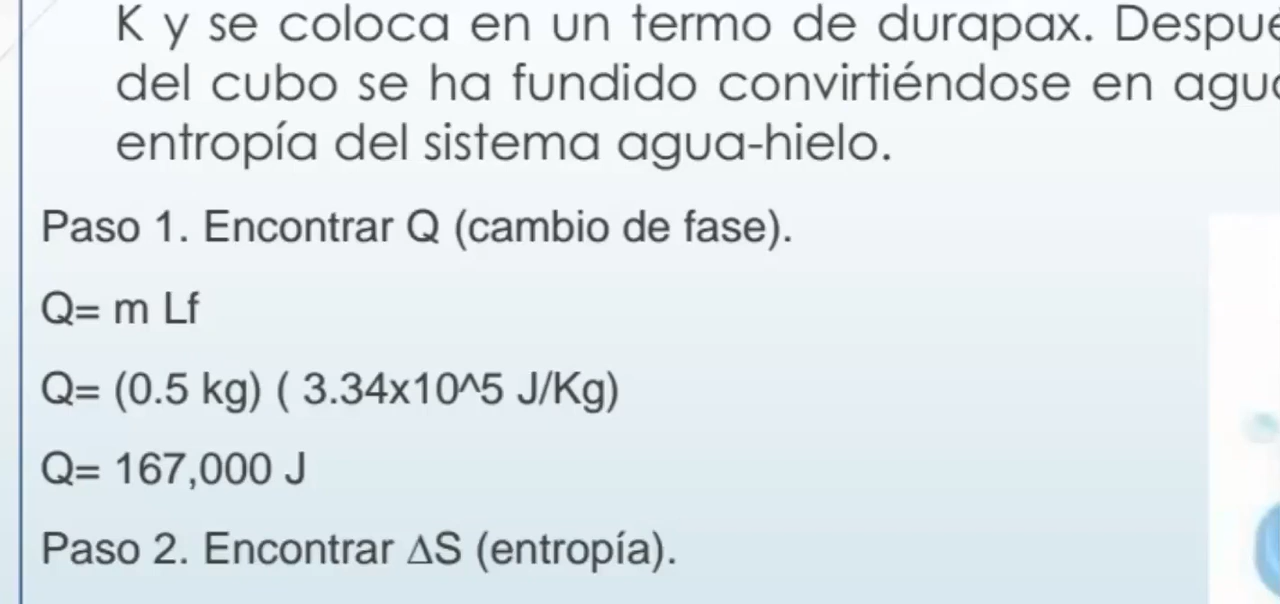 K y se coloca en un termo de durapax.
del cubo se ha fundido convirtiéndose en
entropía del sistema agua-hielo.
Paso 1. Encontrar Q (cambio de fase).
Q= m Lf
Q= (0.5 kg) ( 3.34x10^5 J/Kg)
Q= 167,000 J
Paso 2. Encontrar ΔS (entropía).